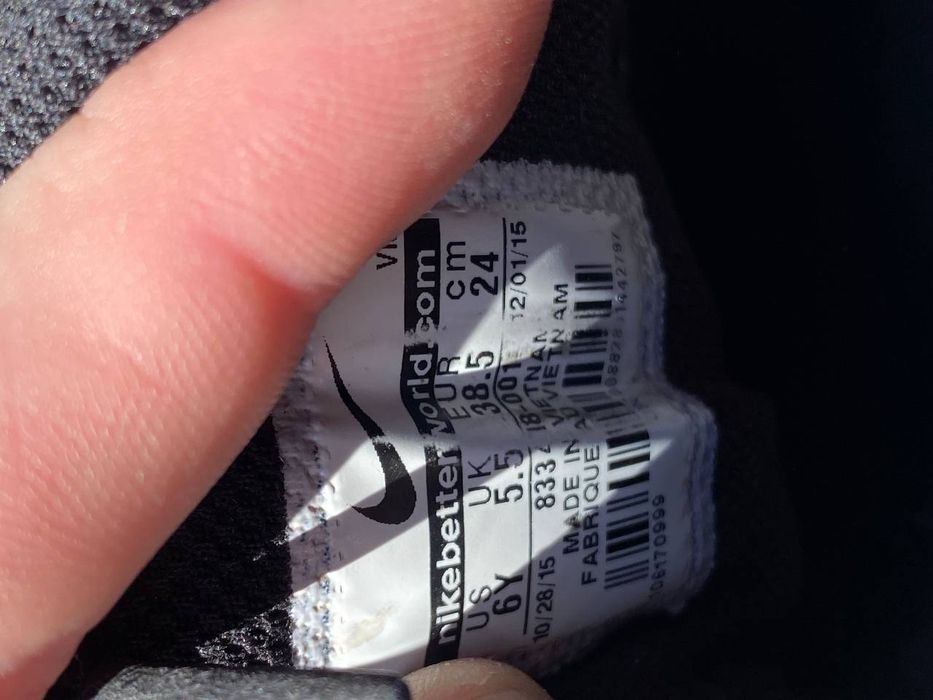 nikebetterworld.com
US UK EUR cm
6Y 5.5 38.5 24
10/28/15 12/01/15
MADE IN VIETNAM
FABRIQUE AU VIETNAM